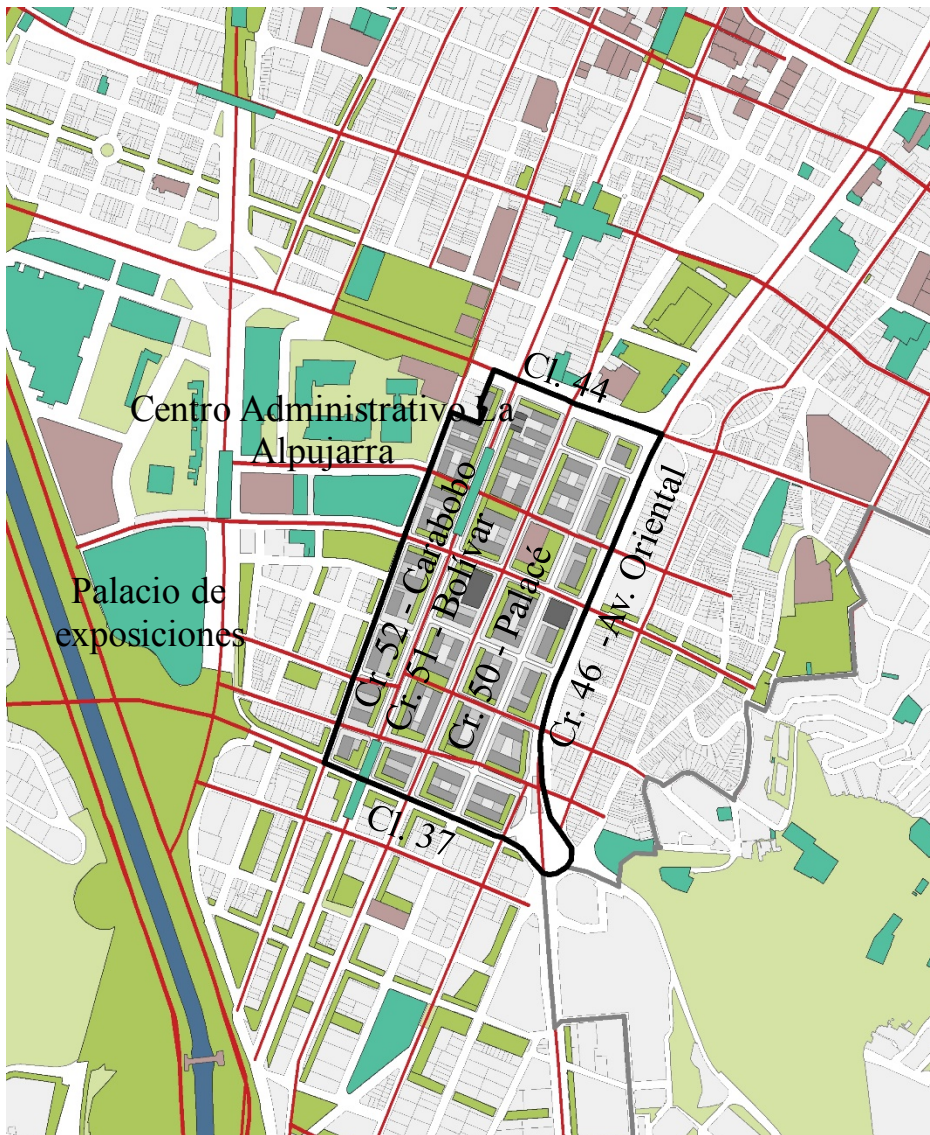 Cl. 44
Centro Administrativo La
Alpujarra
Cr. 52 - Carabobo
Cr. 51 - Bolívar
Cr. 50 - Palacé
Cr. 46 - Av. Oriental
Palacio de
exposiciones
Cl. 37